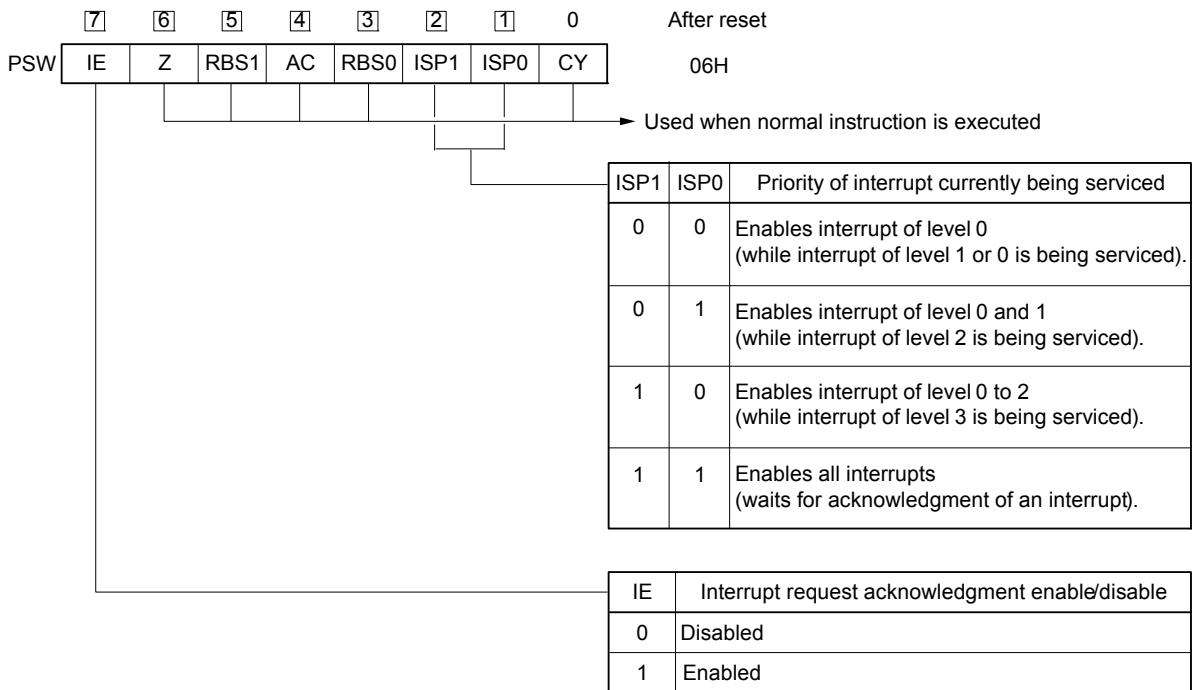 7 6 5 4 3 2 1 0 After reset
PSW IE Z RBS1 AC RBS0 ISP1 ISP0 CY 06H
Used when normal instruction is executed
ISP1 ISP0 Priority of interrupt currently being serviced
0 0 Enables interrupt of level 0
(while interrupt of level 1 or 0 is being serviced).
0 1 Enables interrupt of level 0 and 1
(while interrupt of level 2 is being serviced).
1 0 Enables interrupt of level 0 to 2
(while interrupt of level 3 is being serviced).
1 1 Enables all interrupts
(waits for acknowledgment of an interrupt).
IE Interrupt request acknowledgment enable/disable
0 Disabled
1 Enabled